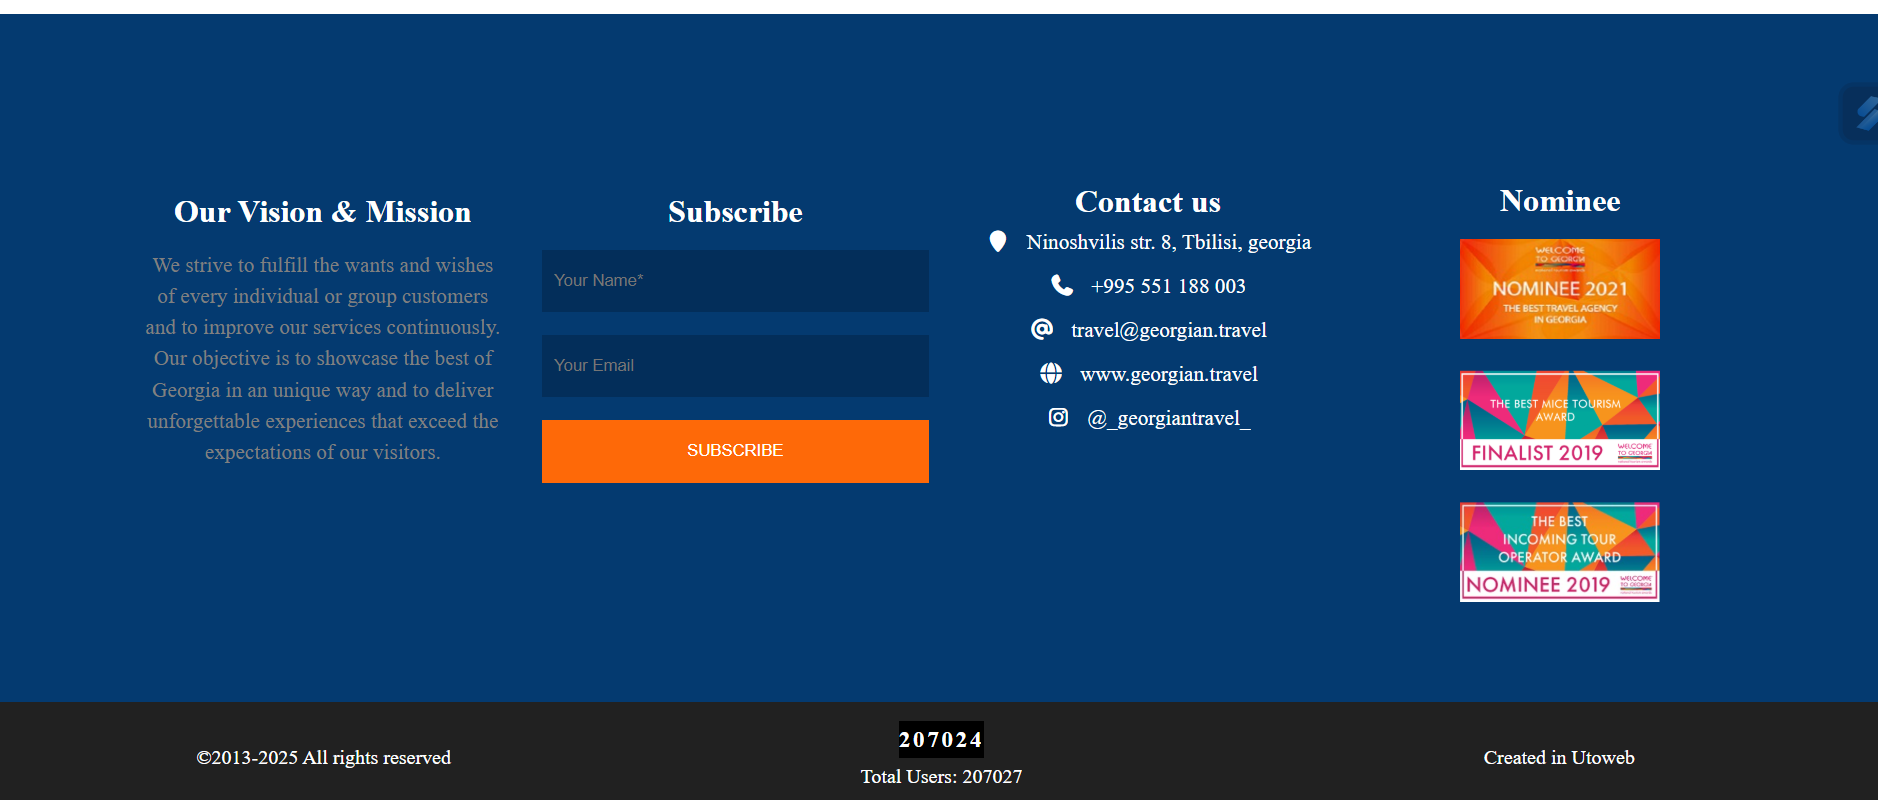 Our Vision & Mission
We strive to fulfill the wants and wishes
of every individual or group customers
and to improve our services continuously.
Our objective is to showcase the best of
Georgia in an unique way and to deliver
unforgettable experiences that exceed the
expectations of our visitors.
Subscribe
Your Name*
Your Email
SUBSCRIBE
Contact us
Ninoshvilis str. 8, Tbilisi, georgia
+995 551 188 003
travel@georgian.travel
www.georgian.travel
@_georgiantravel_
Nominee
WELCOME
TO GEORGIA
NOMINEE 2021
THE BEST TRAVEL AGENCY
IN GEORGIA
THE BEST MICE TOURISM
AWARD
FINALIST 2019
WELCOME
TO GEORGIA
THE BEST
INCOMING TOUR
OPERATOR AWARD
NOMINEE 2019
WELCOME
TO GEORGIA
©2013-2025 All rights reserved
207024
Total Users: 207027
Created in Utoweb